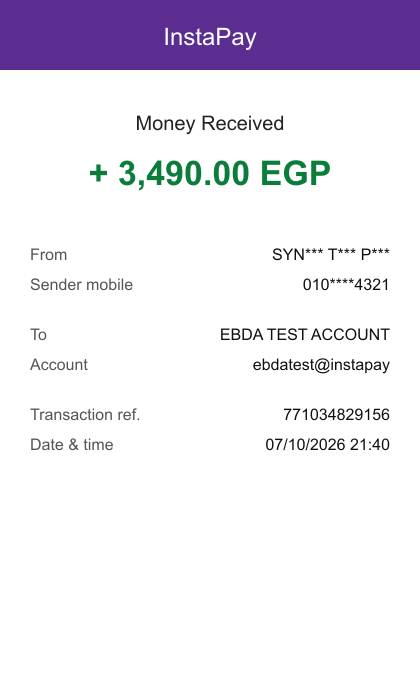 InstaPay
Money Received
+ 3,490.00 EGP
From SYN*** T*** P***
Sender mobile 010****4321
To EBDA TEST ACCOUNT
Account ebdatest@instapay
Transaction ref. 771034829156
Date & time 07/10/2026 21:40